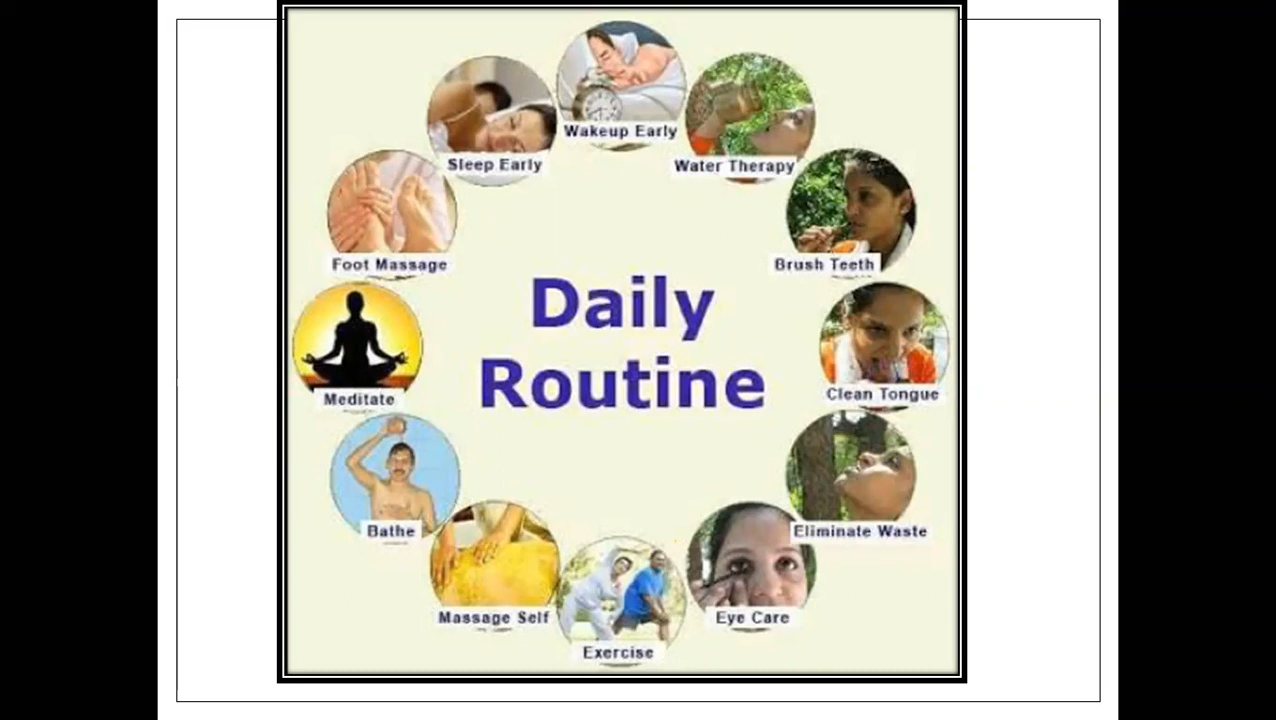 Wakeup Early
Water Therapy
Brush Teeth
Clean Tongue
Eliminate Waste
Eye Care
Exercise
Massage Self
Bathe
Meditate
Foot Massage
Sleep Early
Daily
Routine